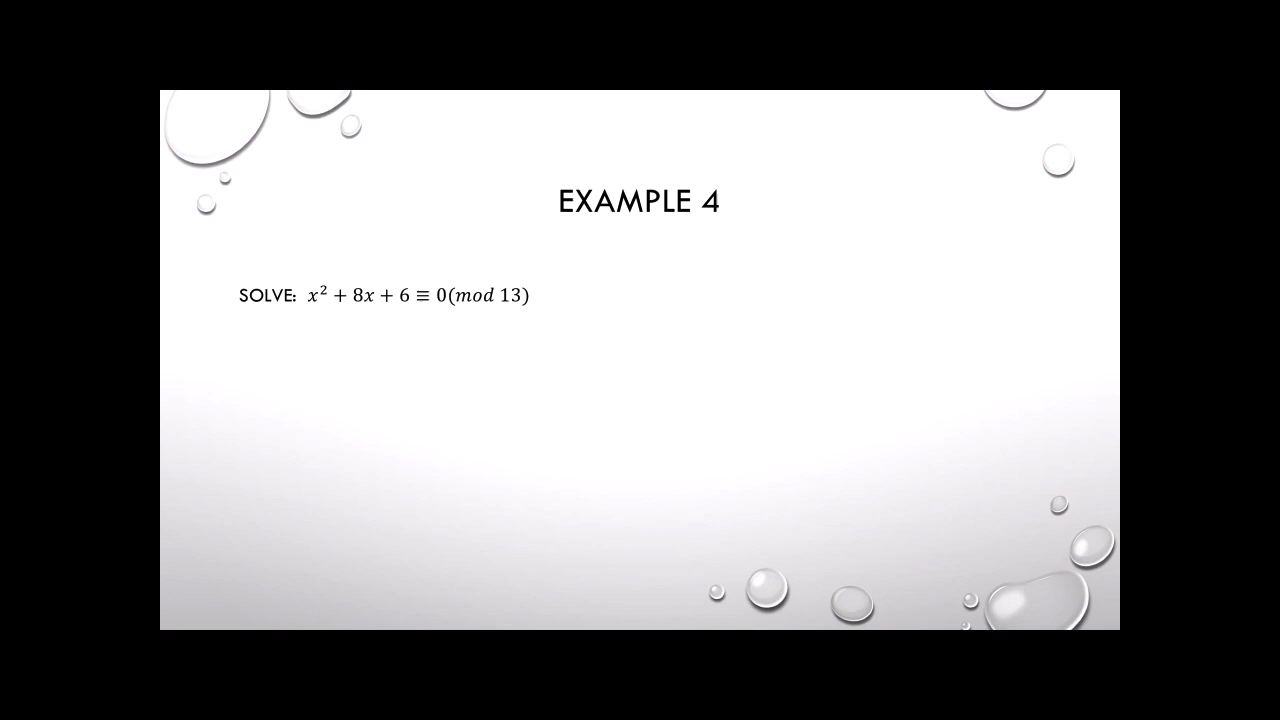 EXAMPLE 4
SOLVE: x² + 8x + 6 ≡ 0(mod 13)